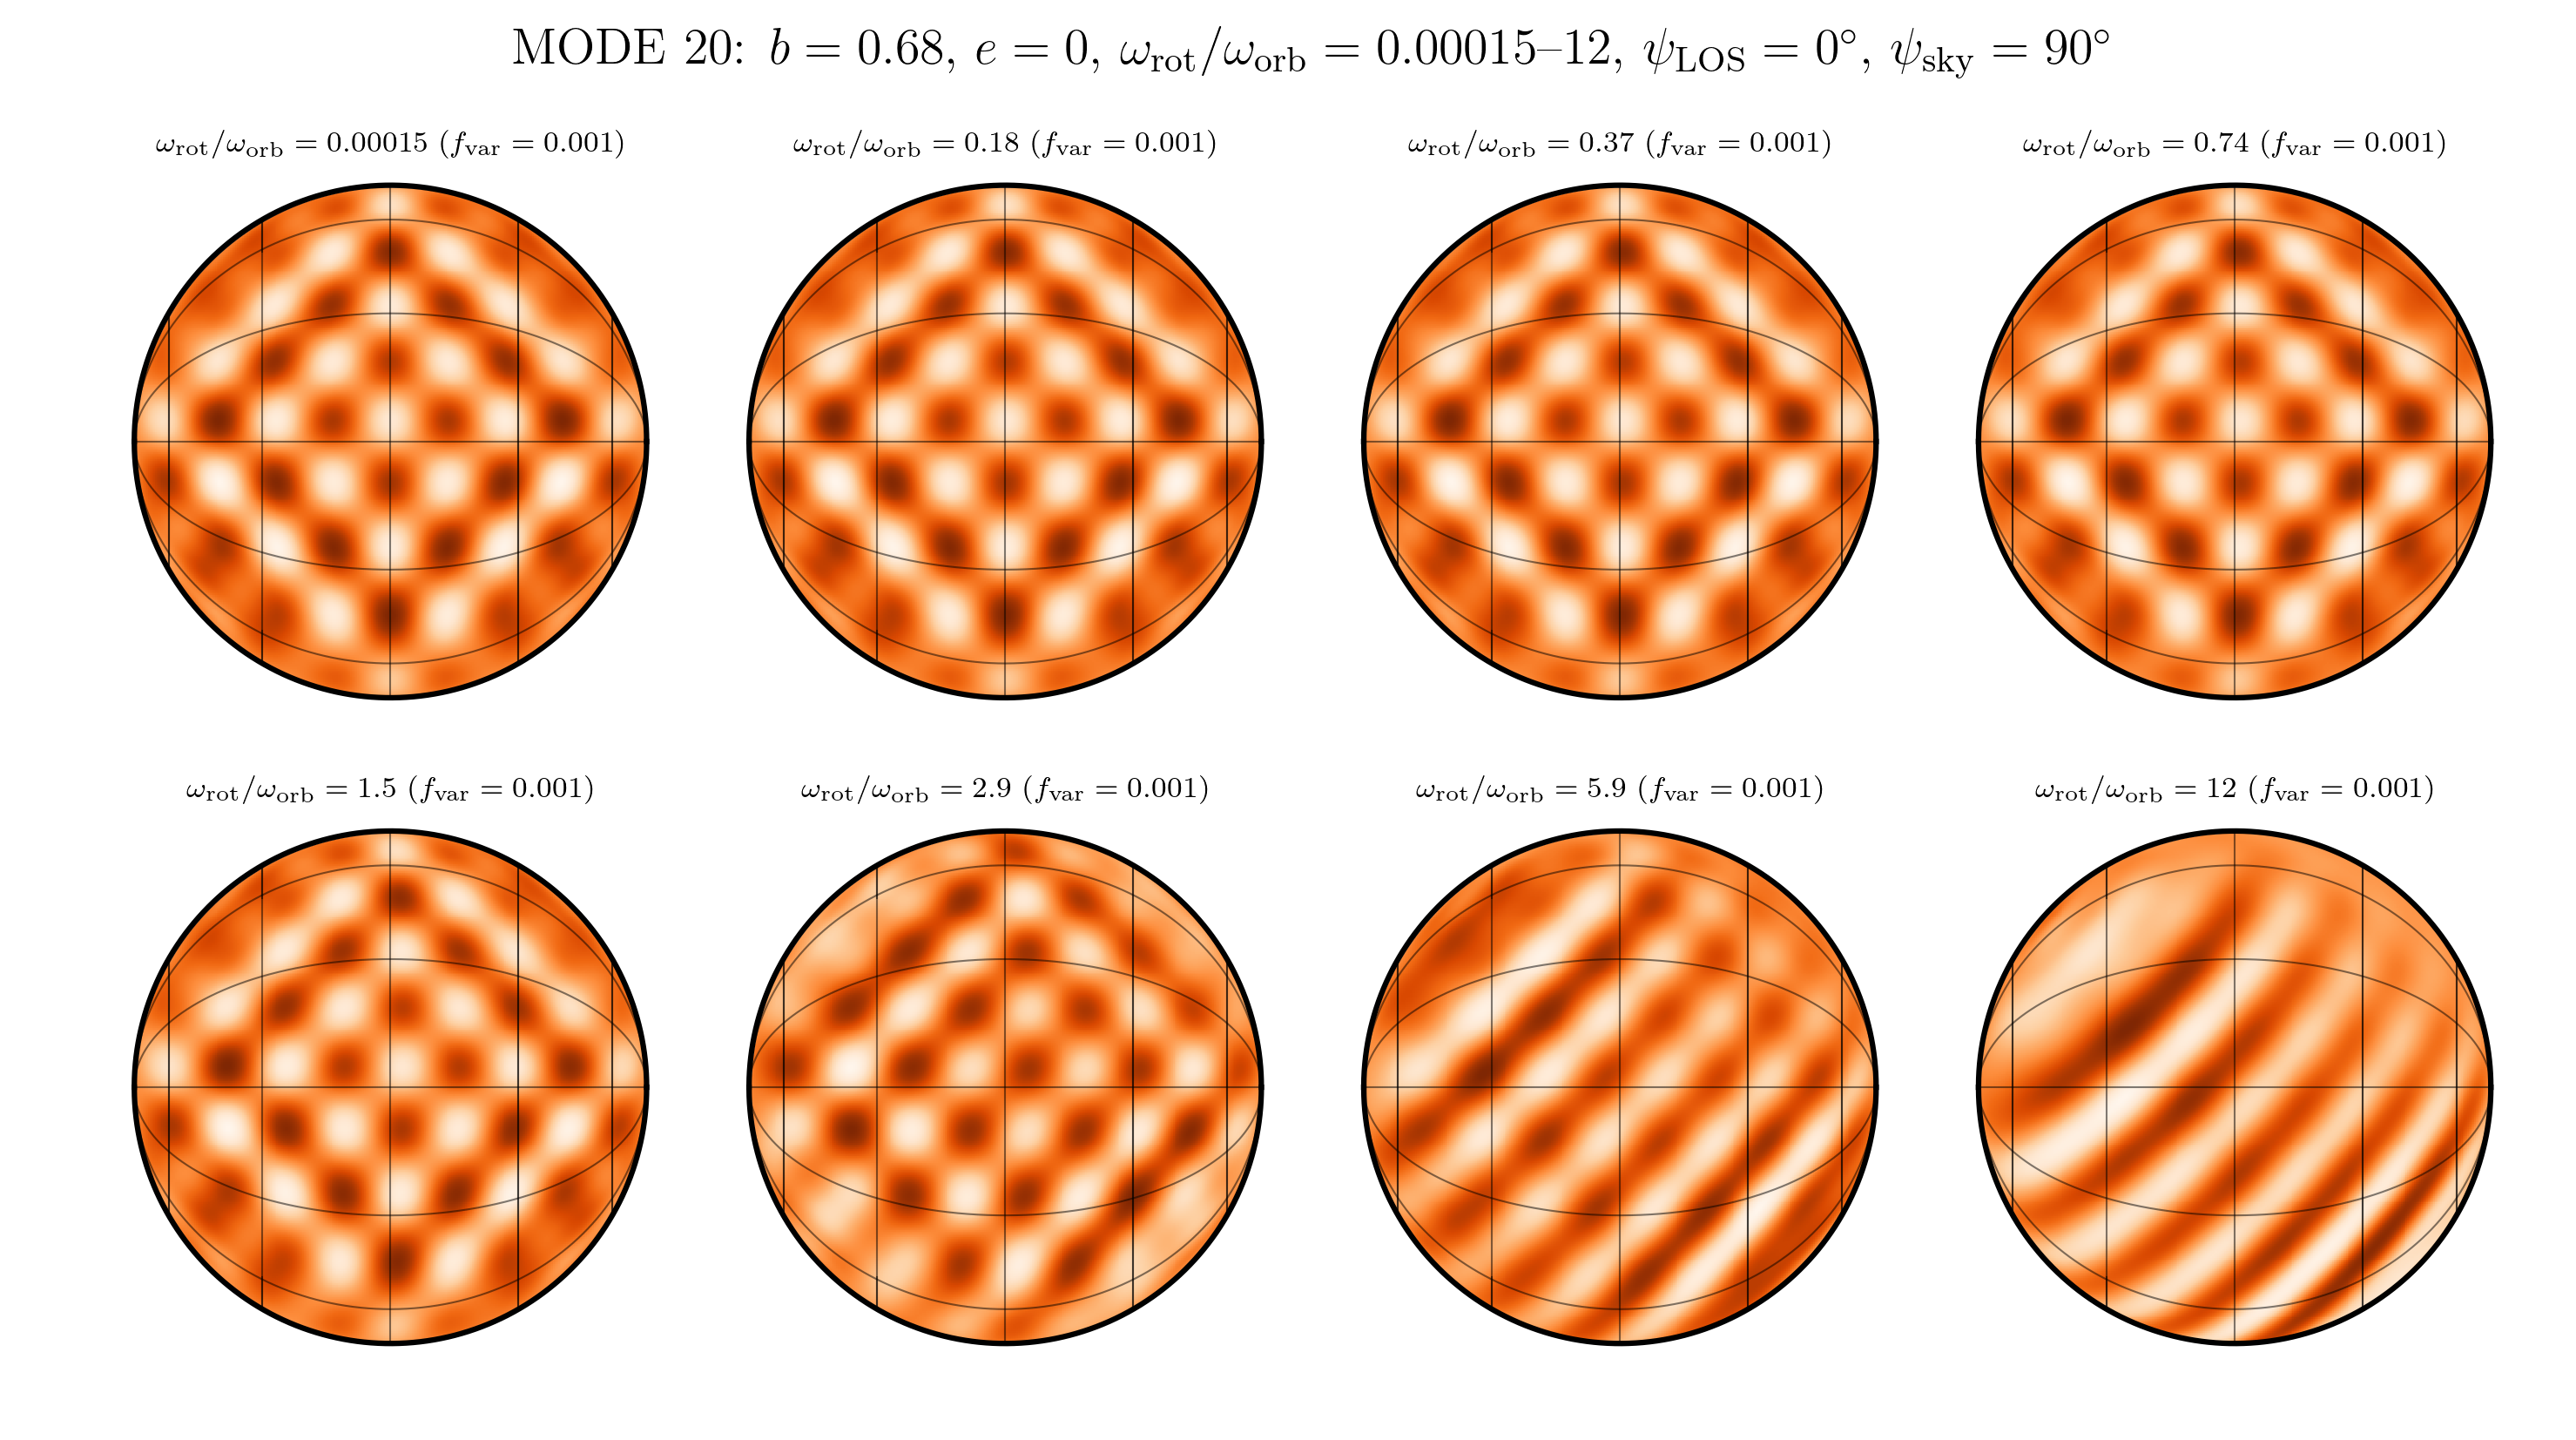 MODE 20: b = 0.68, e = 0, ω_rot/ω_orb = 0.00015–12, ψ_LOS = 0°, ψ_sky = 90°
ω_rot/ω_orb = 0.00015 (f_var = 0.001)
ω_rot/ω_orb = 0.18 (f_var = 0.001)
ω_rot/ω_orb = 0.37 (f_var = 0.001)
ω_rot/ω_orb = 0.74 (f_var = 0.001)
ω_rot/ω_orb = 1.5 (f_var = 0.001)
ω_rot/ω_orb = 2.9 (f_var = 0.001)
ω_rot/ω_orb = 5.9 (f_var = 0.001)
ω_rot/ω_orb = 12 (f_var = 0.001)